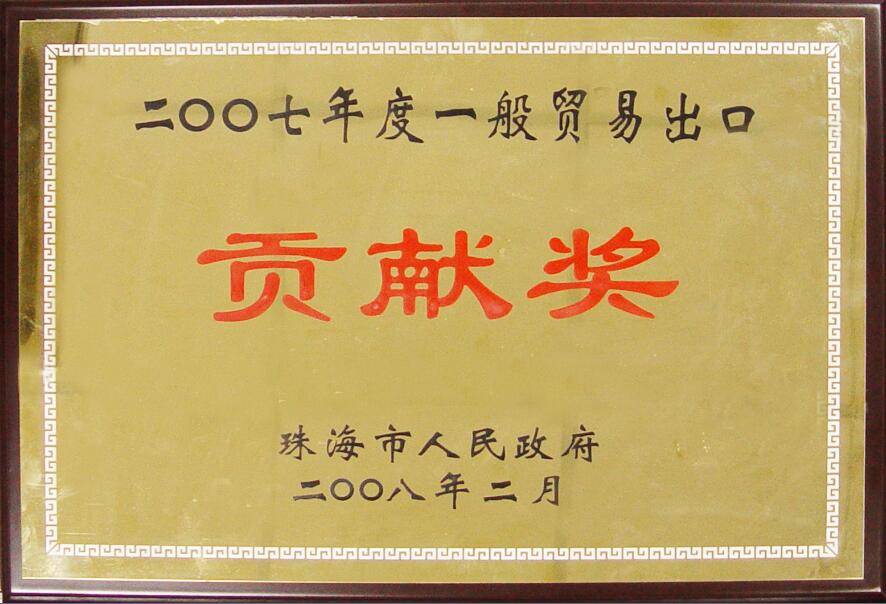 二〇〇七年度一般贸易出口
贡献奖
珠海市人民政府
二〇〇八年二月